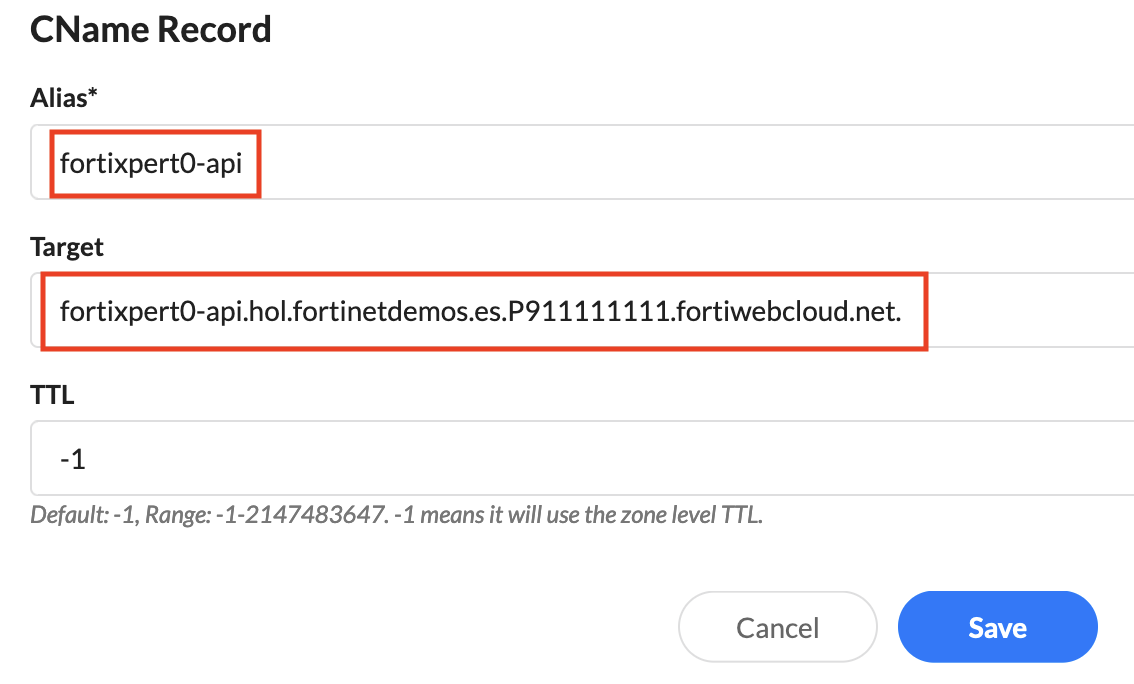 CName Record
Alias*
fortixpert0-api
Target
fortixpert0-api.hol.fortinetdemos.es.P911111111.fortiwebcloud.net.
TTL
-1
Default: -1, Range: -1-2147483647. -1 means it will use the zone level TTL.
Cancel Save